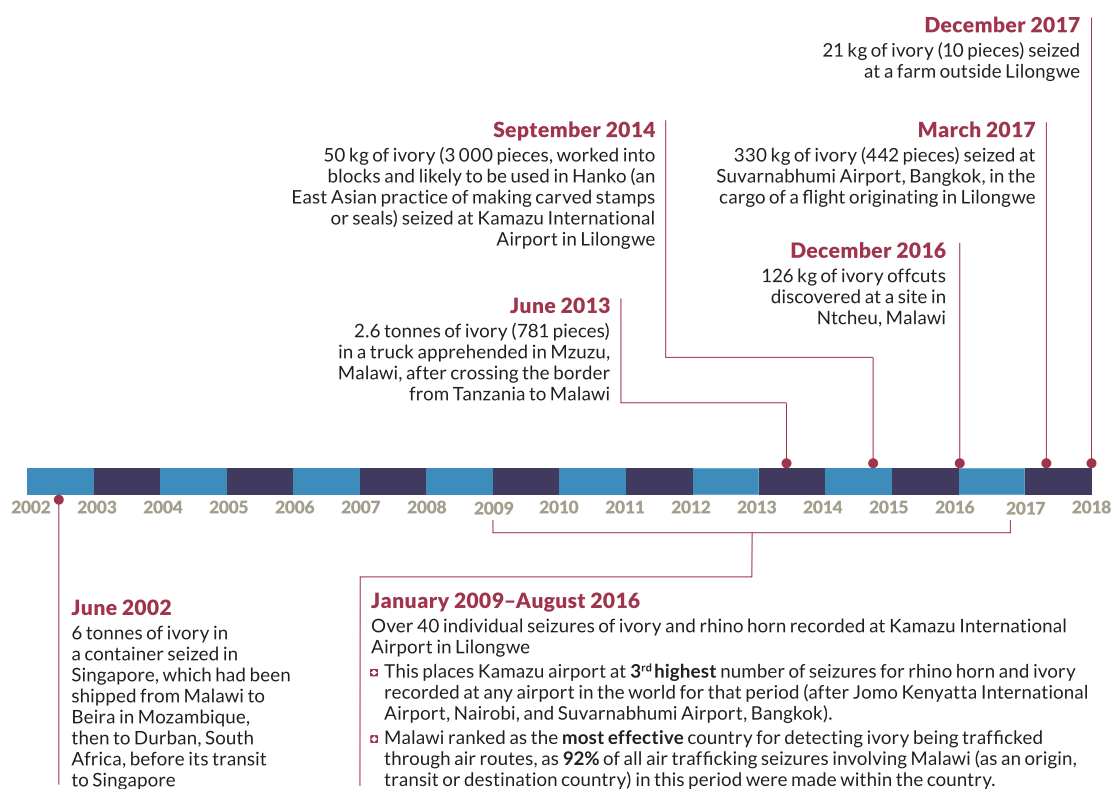 December 2017
21 kg of ivory (10 pieces) seized
at a farm outside Lilongwe
September 2014
50 kg of ivory (3 000 pieces, worked into
blocks and likely to be used in Hanko (an
East Asian practice of making carved stamps
or seals) seized at Kamazu International
Airport in Lilongwe
March 2017
330 kg of ivory (442 pieces) seized at
Suvarnabhumi Airport, Bangkok, in the
cargo of a flight originating in Lilongwe
December 2016
126 kg of ivory offcuts
discovered at a site in
Ntcheu, Malawi
June 2013
2.6 tonnes of ivory (781 pieces)
in a truck apprehended in Mzuzu,
Malawi, after crossing the border
from Tanzania to Malawi
2002 2003 2004 2005 2006 2007 2008 2009 2010 2011 2012 2013 2014 2015 2016 2017 2018
June 2002
6 tonnes of ivory in
a container seized in
Singapore, which had been
shipped from Malawi to
Beira in Mozambique,
then to Durban, South
Africa, before its transit
to Singapore
January 2009–August 2016
Over 40 individual seizures of ivory and rhino horn recorded at Kamazu International
Airport in Lilongwe
This places Kamazu airport at 3rd highest number of seizures for rhino horn and ivory
recorded at any airport in the world for that period (after Jomo Kenyatta International
Airport, Nairobi, and Suvarnabhumi Airport, Bangkok).
Malawi ranked as the most effective country for detecting ivory being trafficked
through air routes, as 92% of all air trafficking seizures involving Malawi (as an origin,
transit or destination country) in this period were made within the country.